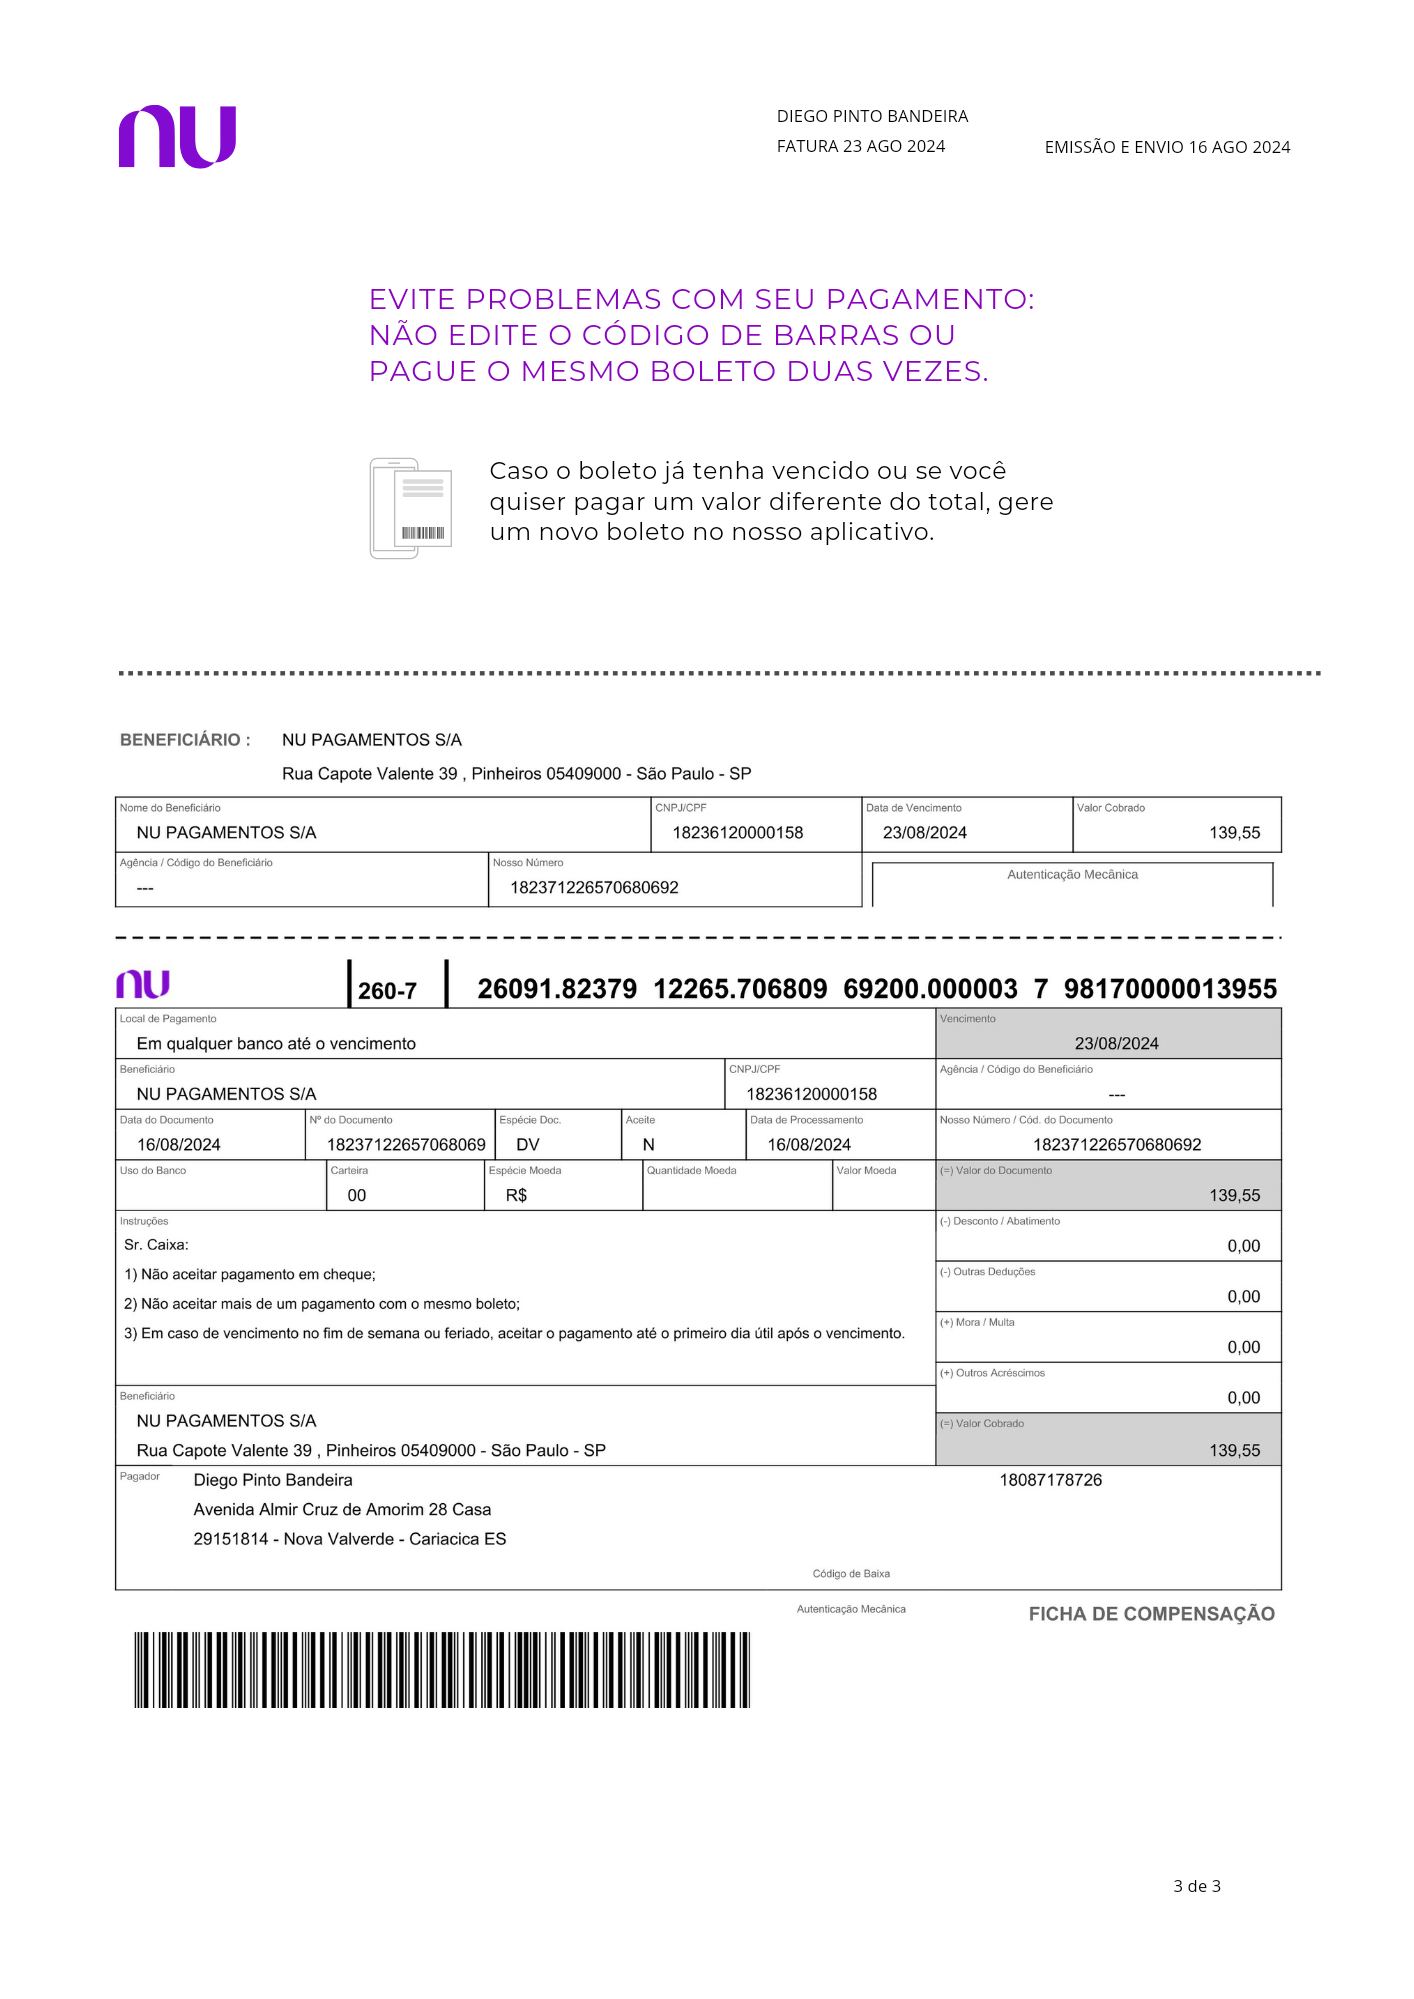 nu
DIEGO PINTO BANDEIRA
FATURA 23 AGO 2024
EMISSÃO E ENVIO 16 AGO 2024
EVITE PROBLEMAS COM SEU PAGAMENTO:
NÃO EDITE O CÓDIGO DE BARRAS OU
PAGUE O MESMO BOLETO DUAS VEZES.
Caso o boleto já tenha vencido ou se você
quiser pagar um valor diferente do total, gere
um novo boleto no nosso aplicativo.
BENEFICIÁRIO : NU PAGAMENTOS S/A
Rua Capote Valente 39 , Pinheiros 05409000 - São Paulo - SP
Nome do Beneficiário CNPJ/CPF Data de Vencimento Valor Cobrado
NU PAGAMENTOS S/A 18236120000158 23/08/2024 139,55
Agência / Código do Beneficiário Nosso Número
Autenticação Mecânica
--- 182371226570680692
nu 260-7 26091.82379 12265.706809 69200.000003 7 98170000013955
Local de Pagamento Vencimento
Em qualquer banco até o vencimento 23/08/2024
Beneficiário CNPJ/CPF Agência / Código do Beneficiário
NU PAGAMENTOS S/A 18236120000158 ---
Data do Documento Nº do Documento Espécie Doc. Aceite Data de Processamento Nosso Número / Cód. do Documento
16/08/2024 18237122657068069 DV N 16/08/2024 182371226570680692
Uso do Banco Carteira Espécie Moeda Quantidade Moeda Valor Moeda (=) Valor do Documento
00 R$ 139,55
Instruções (-) Desconto / Abatimento
Sr. Caixa: 0,00
1) Não aceitar pagamento em cheque; (-) Outras Deduções
2) Não aceitar mais de um pagamento com o mesmo boleto; 0,00
(+) Mora / Multa
3) Em caso de vencimento no fim de semana ou feriado, aceitar o pagamento até o primeiro dia útil após o vencimento.
0,00
(+) Outros Acréscimos
0,00
Beneficiário
NU PAGAMENTOS S/A (=) Valor Cobrado
Rua Capote Valente 39 , Pinheiros 05409000 - São Paulo - SP 139,55
Pagador Diego Pinto Bandeira 18087178726
Avenida Almir Cruz de Amorim 28 Casa
29151814 - Nova Valverde - Cariacica ES
Código de Baixa
Autenticação Mecânica FICHA DE COMPENSAÇÃO
3 de 3